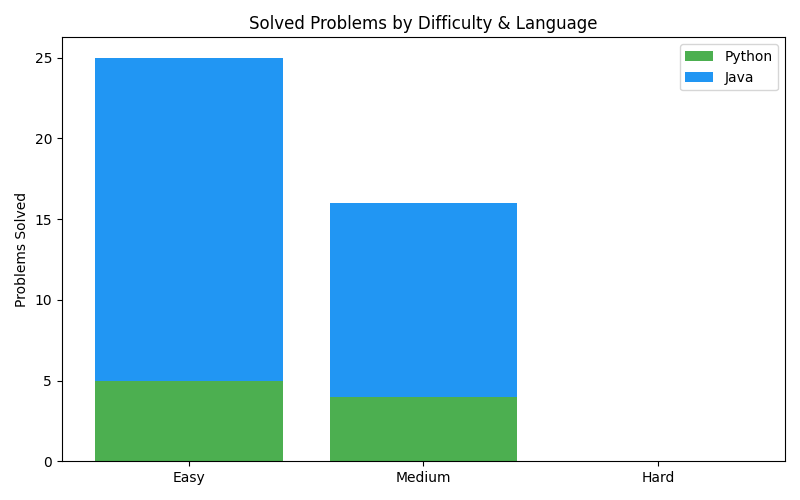 Solved Problems by Difficulty & Language
Python
Java
Problems Solved
25
20
15
10
5
0
Easy
Medium
Hard